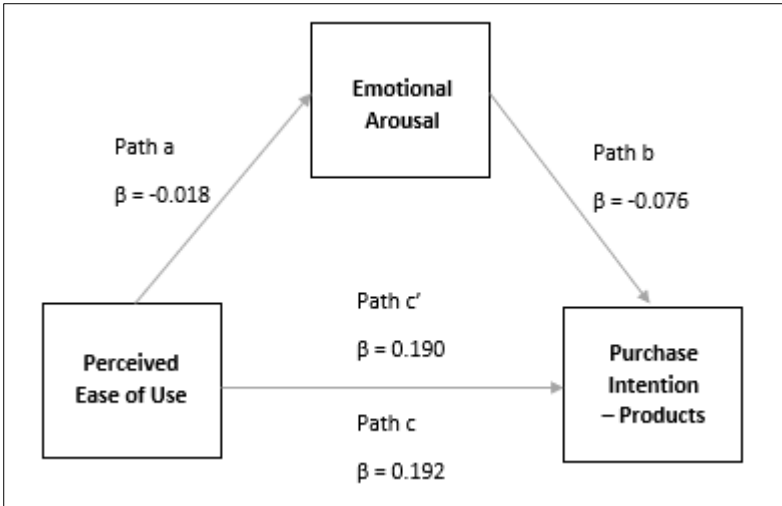 Emotional
Arousal
Path a
β = -0.018
Path b
β = -0.076
Perceived
Ease of Use
Path c’
β = 0.190
Path c
β = 0.192
Purchase
Intention
– Products